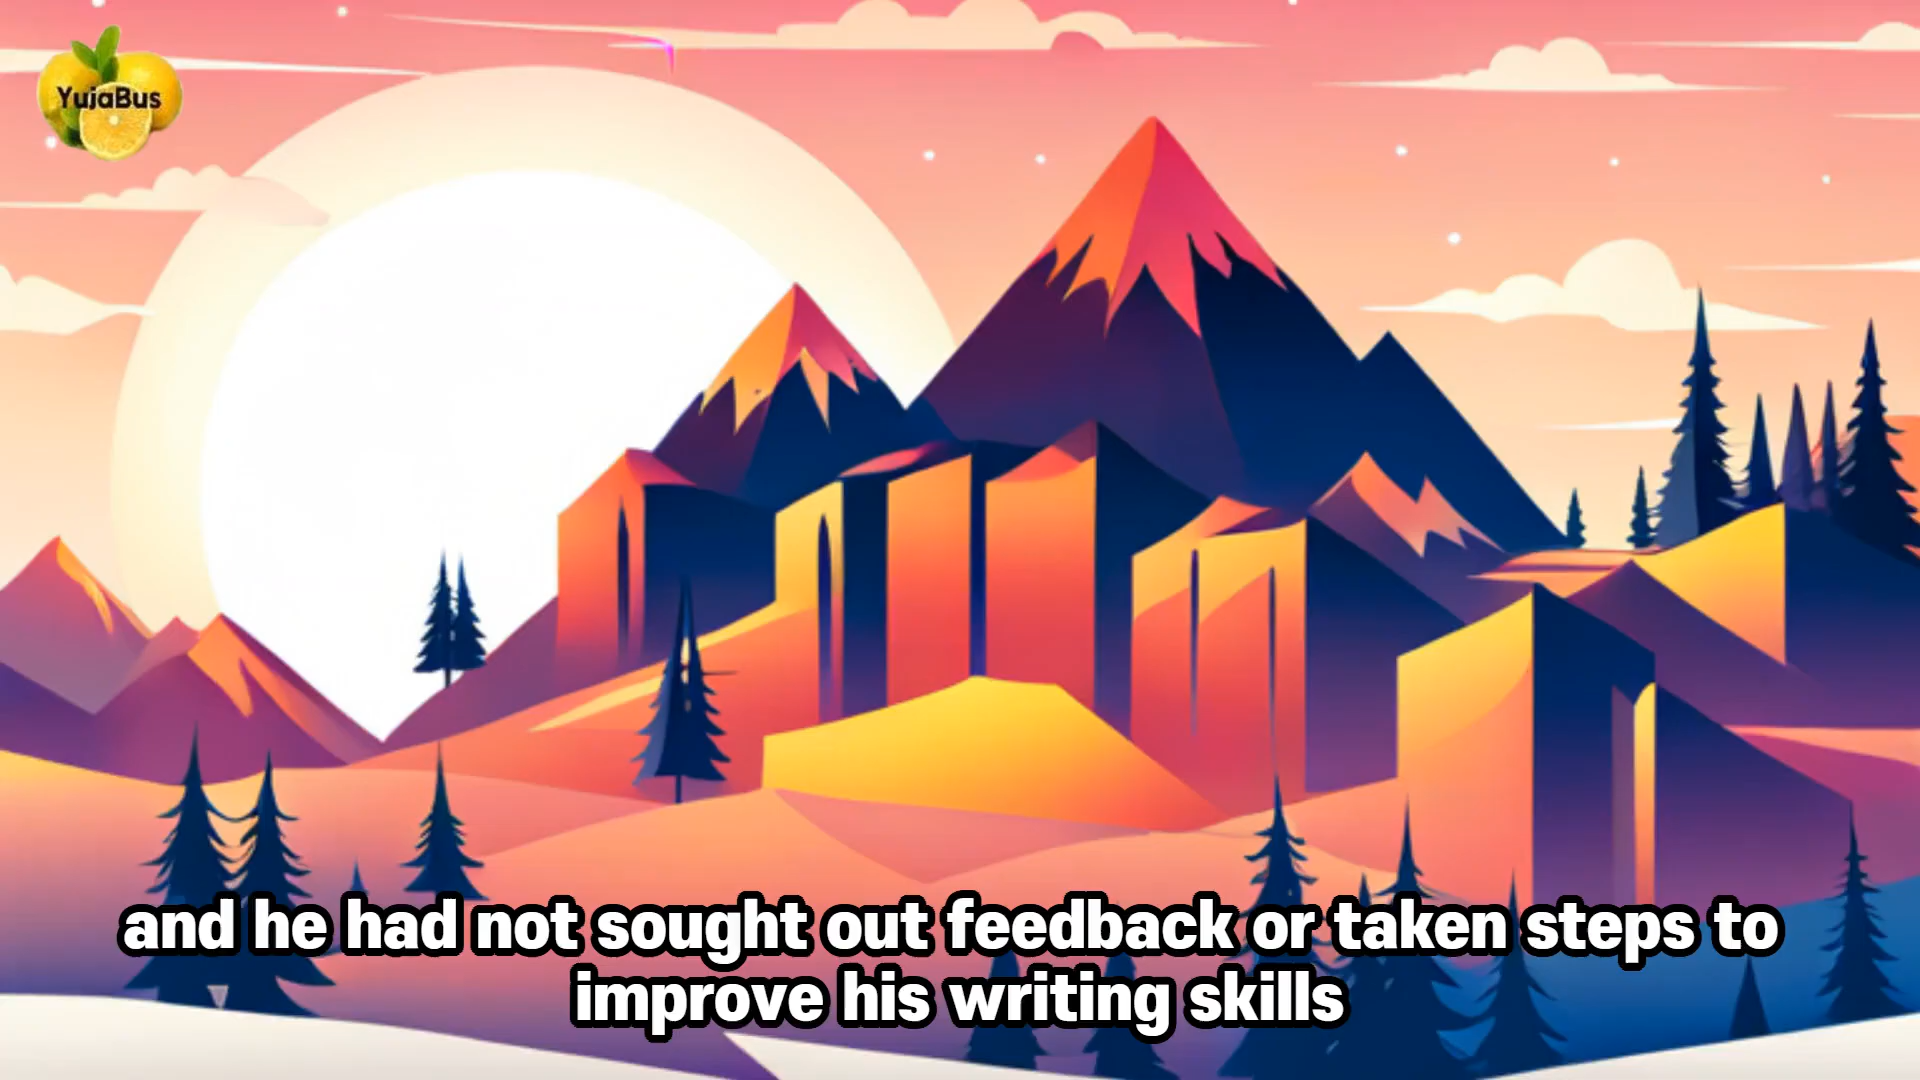 YujaBus
and he had not sought out feedback or taken steps to
improve his writing skills